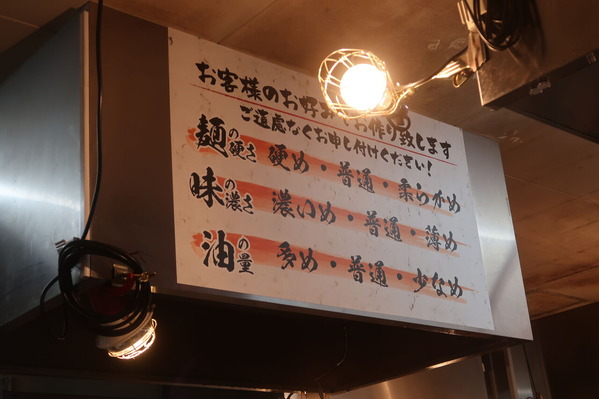 お客様のお好み お作り致します
ご遠慮なくお申し付けください!
麺の硬さ 硬め・普通・柔らかめ
味の濃さ 濃いめ・普通・薄め
油の量 多め・普通・少なめ